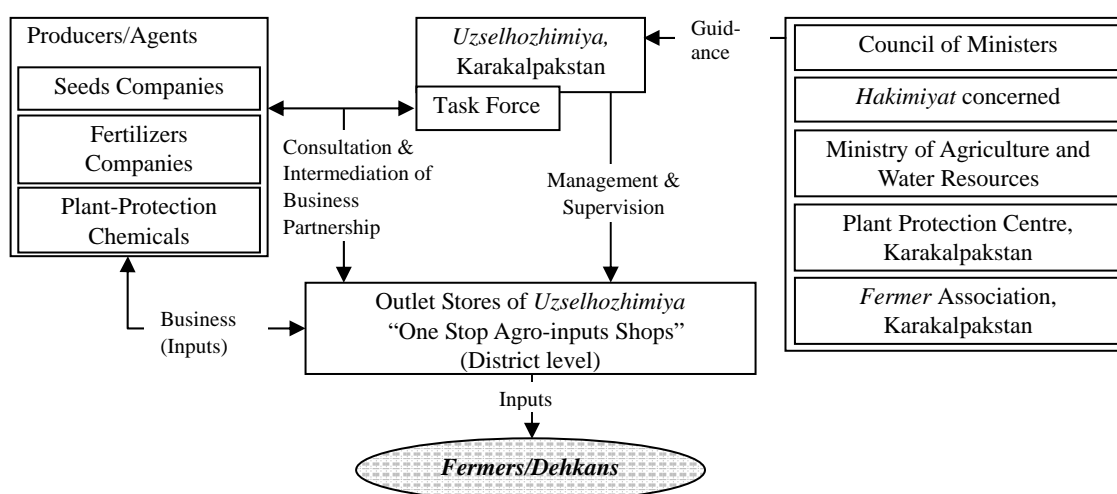 Producers/Agents
Seeds Companies
Fertilizers
Companies
Plant-Protection
Chemicals
Uzselhozhimiya,
Karakalpakstan
Task Force
Guid-
ance
Council of Ministers
Hakimiyat concerned
Ministry of Agriculture and
Water Resources
Plant Protection Centre,
Karakalpakstan
Fermer Association,
Karakalpakstan
Consultation &
Intermediation of
Business
Partnership
Management &
Supervision
Business
(Inputs)
Outlet Stores of Uzselhozhimiya
“One Stop Agro-inputs Shops”
(District level)
Inputs
Fermers/Dehkans